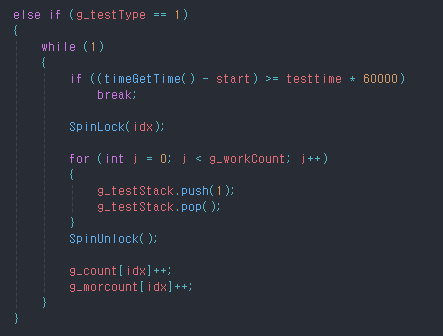 else if (g_testType == 1)
{
while (1)
{
if ((timeGetTime() - start) >= testtime * 60000)
break;
SpinLock(idx);
for (int j = 0; j < g_workCount; j++)
{
g_testStack.push(1);
g_testStack.pop();
}
SpinUnlock();
g_count[idx]++;
g_morcount[idx]++;
}
}